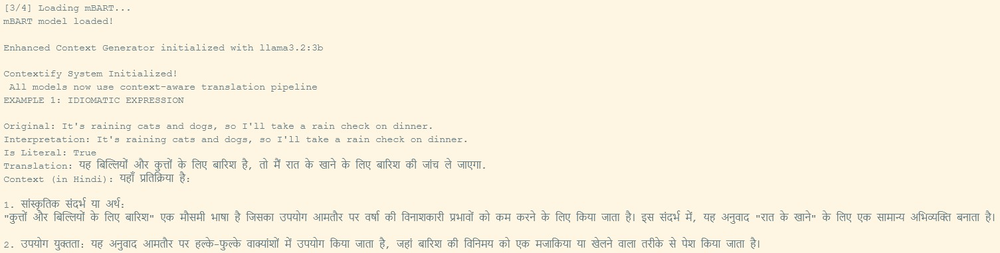 [3/4] Loading mBART...
mBART model loaded!
Enhanced Context Generator initialized with llama3.2:3b
Contextify System Initialized!
All models now use context-aware translation pipeline
EXAMPLE 1: IDIOMATIC EXPRESSION
Original: It's raining cats and dogs, so I'll take a rain check on dinner.
Interpretation: It's raining cats and dogs, so I'll take a rain check on dinner.
Is Literal: True
Translation: यह बिल्लियों और कुत्तों के लिए बारिश है, तो मैं रात के खाने के लिए बारिश की जांच ले जाएगा.
Context (in Hindi): यहाँ प्रतिक्रिया है:
1. सांस्कृतिक संदर्भ या अर्थ:
"कुत्तों और बिल्लियों के लिए बारिश" एक मौसमी भाषा है जिसका उपयोग आमतौर पर वर्षा की विनाशकारी प्रभावों को कम करने के लिए किया जाता है। इस संदर्भ में, यह अनुवाद "रात के खाने" के लिए एक सामान्य अभिव्यक्ति बनाता है।
2. उपयोग युक्तता: यह अनुवाद आमतौर पर हल्के-फुल्के वाक्यांशों में उपयोग किया जाता है, जहां बारिश की विनिमय को एक मजाकिया या खेलने वाला तरीके से पेश किया जाता है।